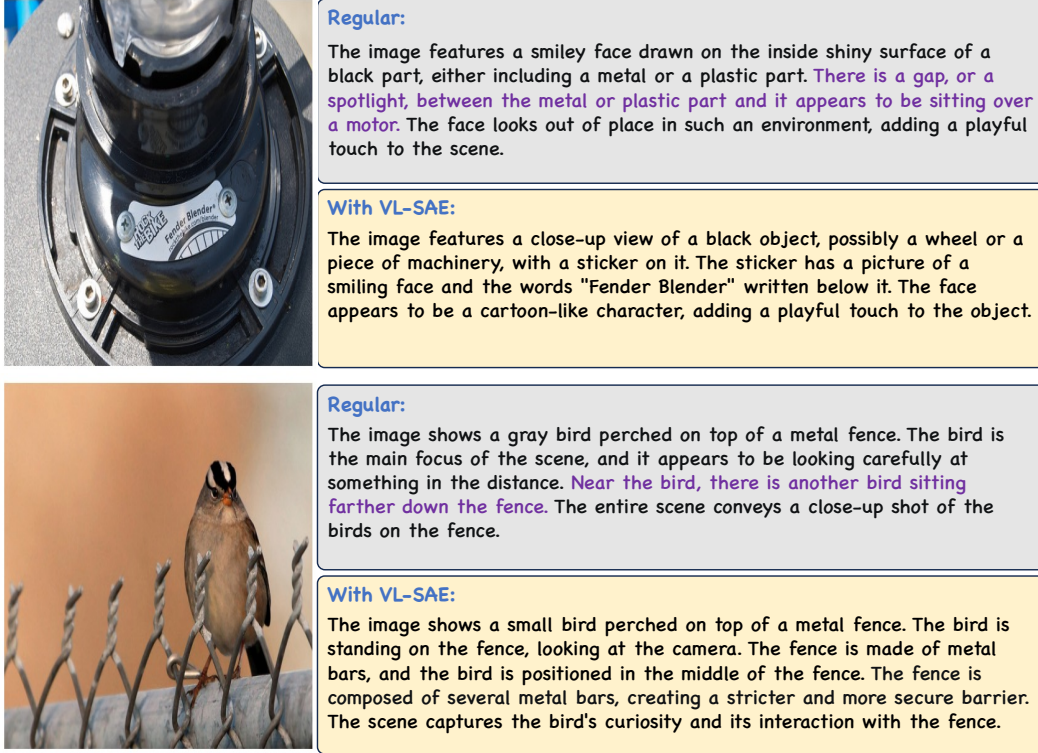 Regular:
The image features a smiley face drawn on the inside shiny surface of a
black part, either including a metal or a plastic part. There is a gap, or a
spotlight, between the metal or plastic part and it appears to be sitting over
a motor. The face looks out of place in such an environment, adding a playful
touch to the scene.
With VL-SAE:
The image features a close-up view of a black object, possibly a wheel or a
piece of machinery, with a sticker on it. The sticker has a picture of a
smiling face and the words "Fender Blender" written below it. The face
appears to be a cartoon-like character, adding a playful touch to the object.
ROCK
THE BIKE
Fender Blender®
Regular:
The image shows a gray bird perched on top of a metal fence. The bird is
the main focus of the scene, and it appears to be looking carefully at
something in the distance. Near the bird, there is another bird sitting
farther down the fence. The entire scene conveys a close-up shot of the
birds on the fence.
With VL-SAE:
The image shows a small bird perched on top of a metal fence. The bird is
standing on the fence, looking at the camera. The fence is made of metal
bars, and the bird is positioned in the middle of the fence. The fence is
composed of several metal bars, creating a stricter and more secure barrier.
The scene captures the bird's curiosity and its interaction with the fence.